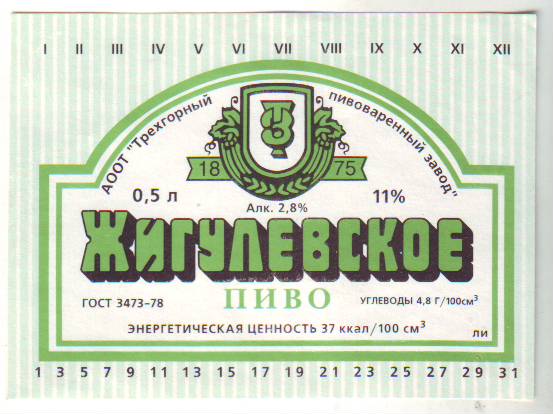 I II III IV V VI VII VIII IX X XI XII
АООТ "Трехгорный пивоваренный завод"
ТЗ
18 75
0,5 л 11%
Алк. 2,8%
ЖИГУЛЕВСКОЕ
ГОСТ 3473-78 ПИВО УГЛЕВОДЫ 4,8 Г/100см³
ЭНЕРГЕТИЧЕСКАЯ ЦЕННОСТЬ 37 ккал/100 см³ ли
1 3 5 7 9 11 13 15 17 19 21 23 25 27 29 31